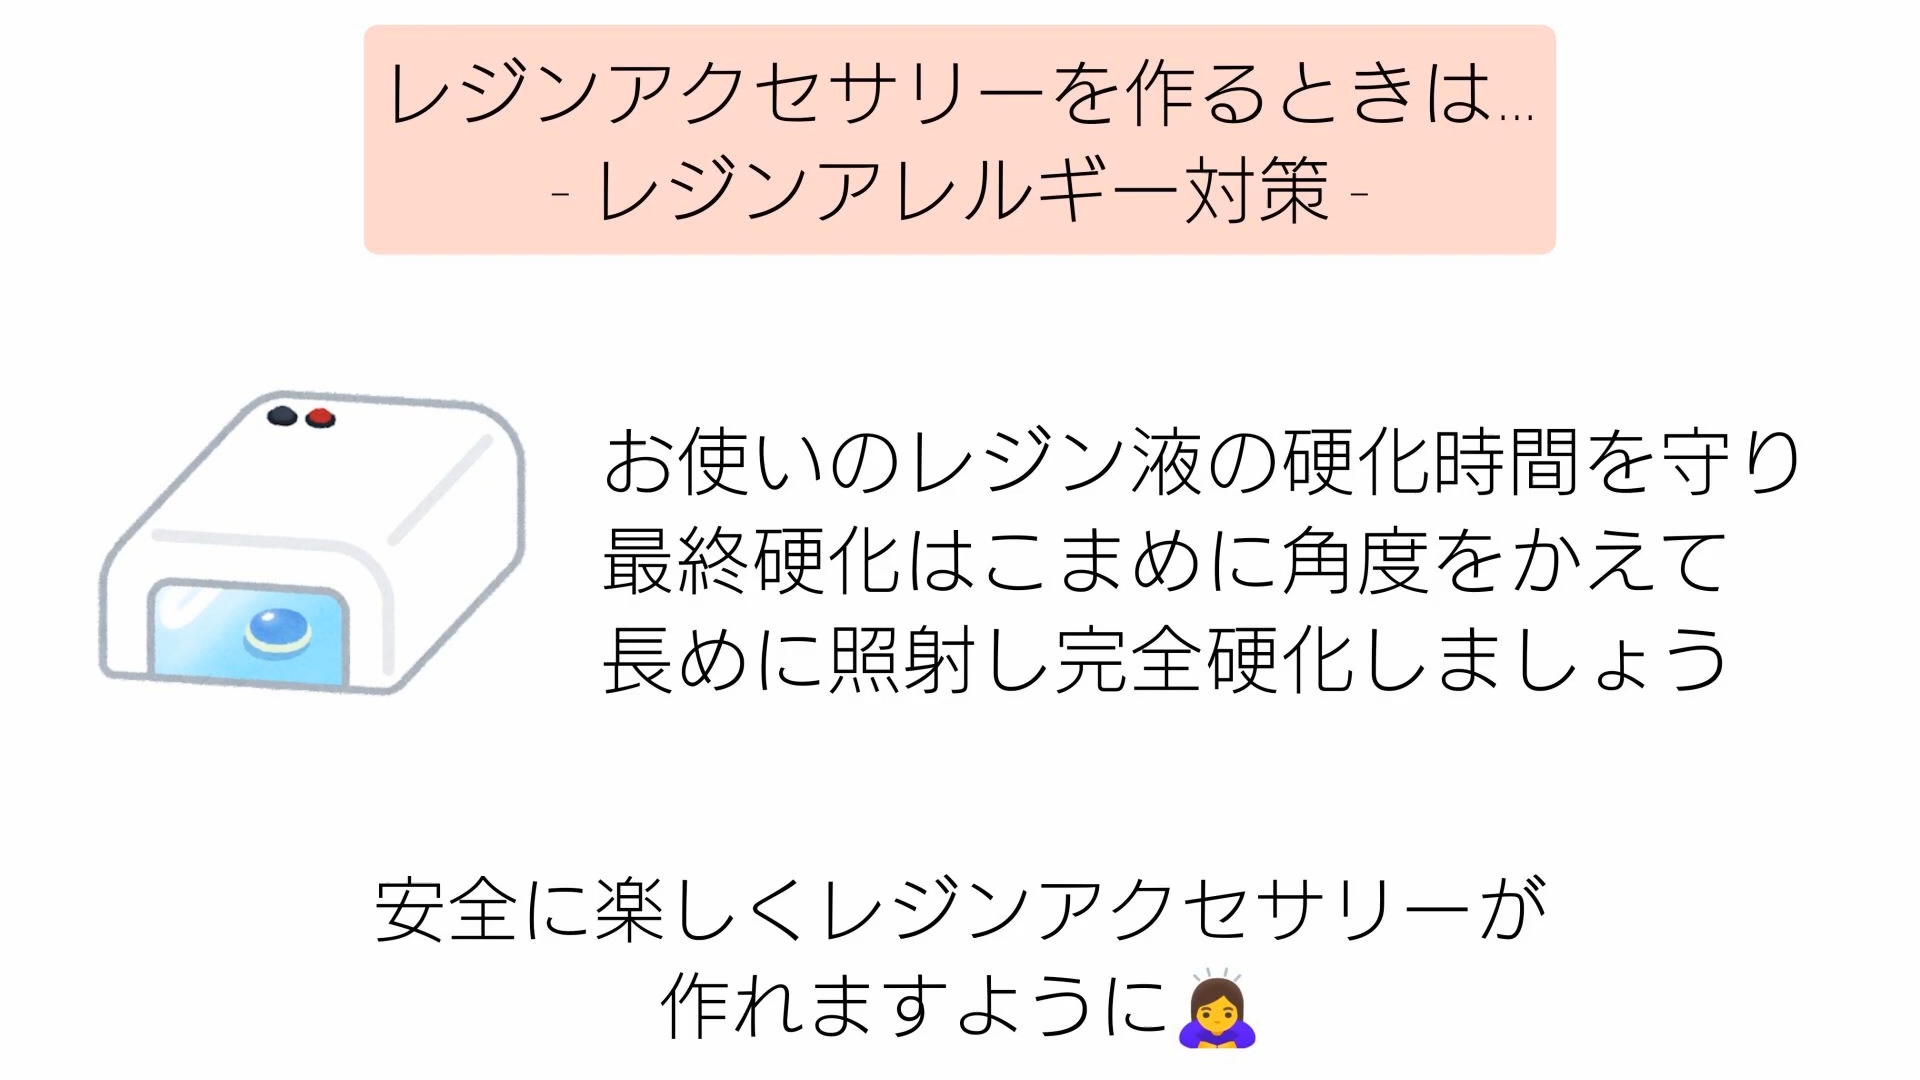 レジンアクセサリーを作るときは...
- レジンアレルギー対策 -
お使いのレジン液の硬化時間を守り
最終硬化はこまめに角度をかえて
長めに照射し完全硬化しましょう
安全に楽しくレジンアクセサリーが
作れますように🙇‍♀️